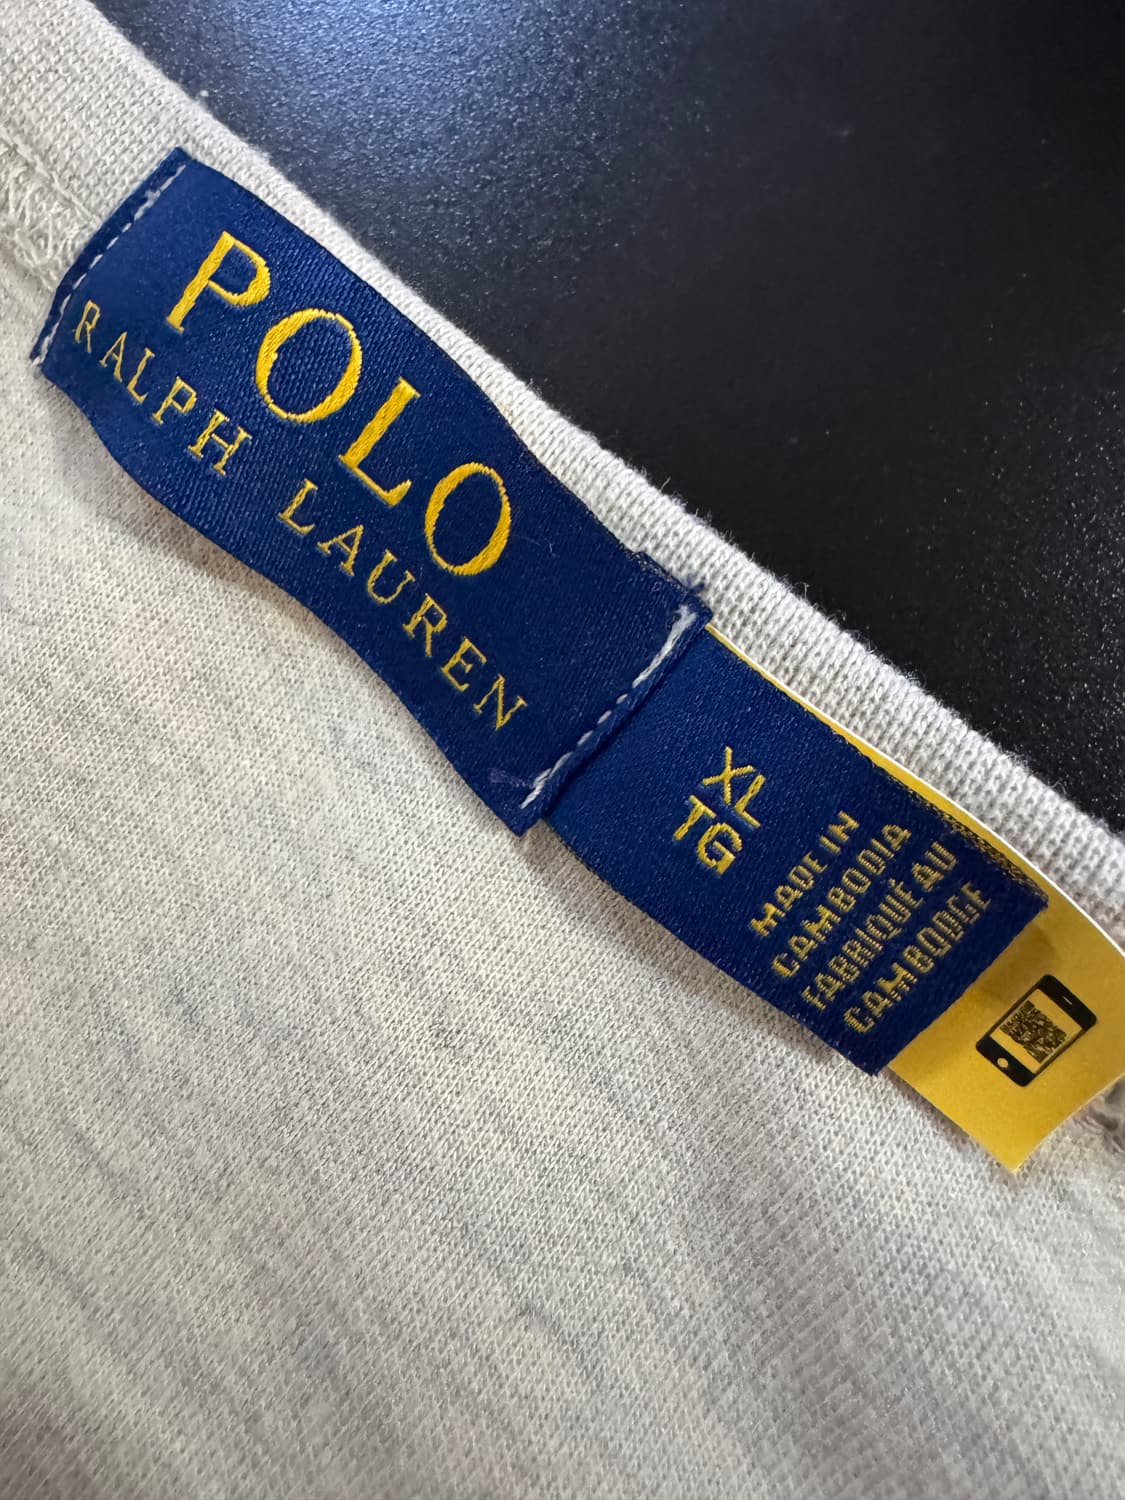 POLO
RALPH LAUREN
XL
TG
MADE IN
CAMBODIA
FABRIQUÉ AU
CAMBODGE